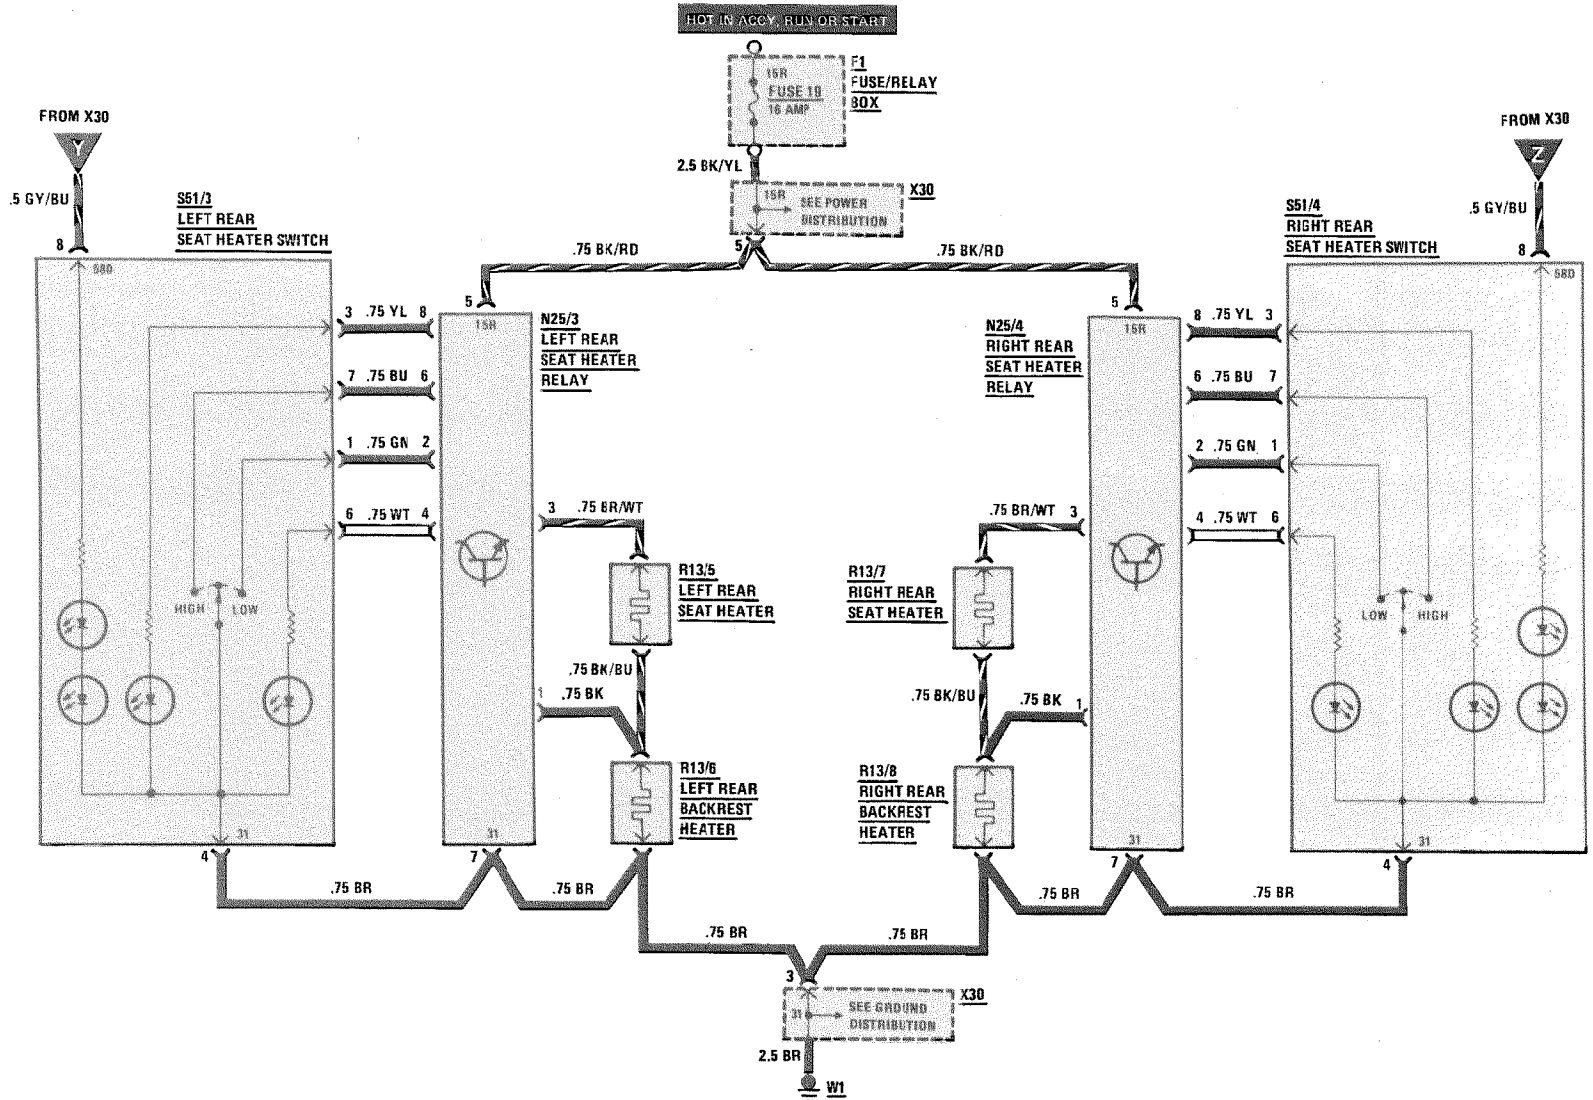 HOT IN ACCY, RUN OR START
F1
FUSE/RELAY
BOX
15R
FUSE 19
16 AMP
2.5 BK/YL
X30
15R
SEE POWER
DISTRIBUTION
5
.75 BK/RD
.75 BK/RD
FROM X30
Y
.5 GY/BU
8
58D
S51/3
LEFT REAR
SEAT HEATER SWITCH
FROM X30
Z
.5 GY/BU
8
58D
S51/4
RIGHT REAR
SEAT HEATER SWITCH
3 .75 YL 8
7 .75 BU 6
1 .75 GN 2
6 .75 WT 4
HIGH
LOW
31
4
5
15R
N25/3
LEFT REAR
SEAT HEATER
RELAY
3
.75 BR/WT
R13/5
LEFT REAR
SEAT HEATER
.75 BK/BU
1
.75 BK
R13/6
LEFT REAR
BACKREST
HEATER
31
7
5
15R
N25/4
RIGHT REAR
SEAT HEATER
RELAY
8 .75 YL 3
6 .75 BU 7
2 .75 GN 1
4 .75 WT 6
.75 BR/WT
3
R13/7
RIGHT REAR
SEAT HEATER
.75 BK/BU
.75 BK
1
R13/8
RIGHT REAR
BACKREST
HEATER
31
7
LOW
HIGH
31
4
.75 BR
.75 BR
.75 BR
.75 BR
.75 BR
.75 BR
3
X30
31
SEE GROUND
DISTRIBUTION
2.5 BR
W1